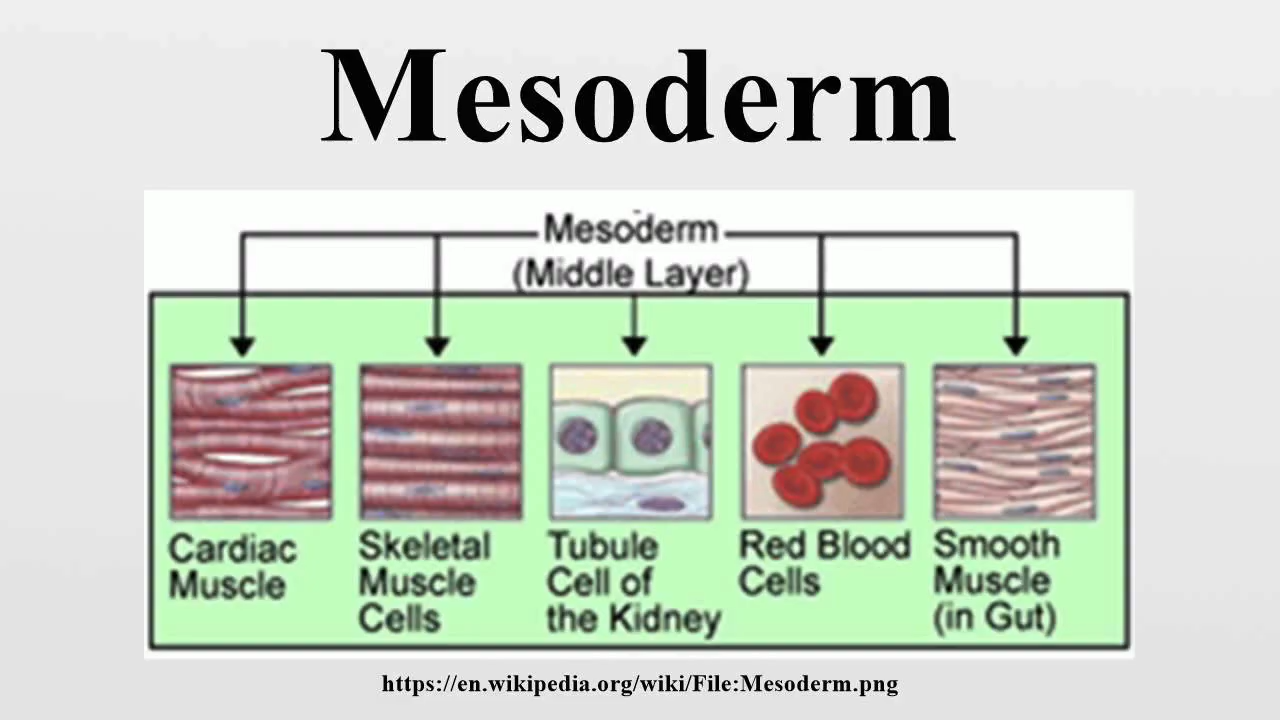 Mesoderm
Mesoderm
(Middle Layer)
Cardiac
Muscle
Skeletal
Muscle
Cells
Tubule
Cell of
the Kidney
Red Blood
Cells
Smooth
Muscle
(in Gut)
https://en.wikipedia.org/wiki/File:Mesoderm.png